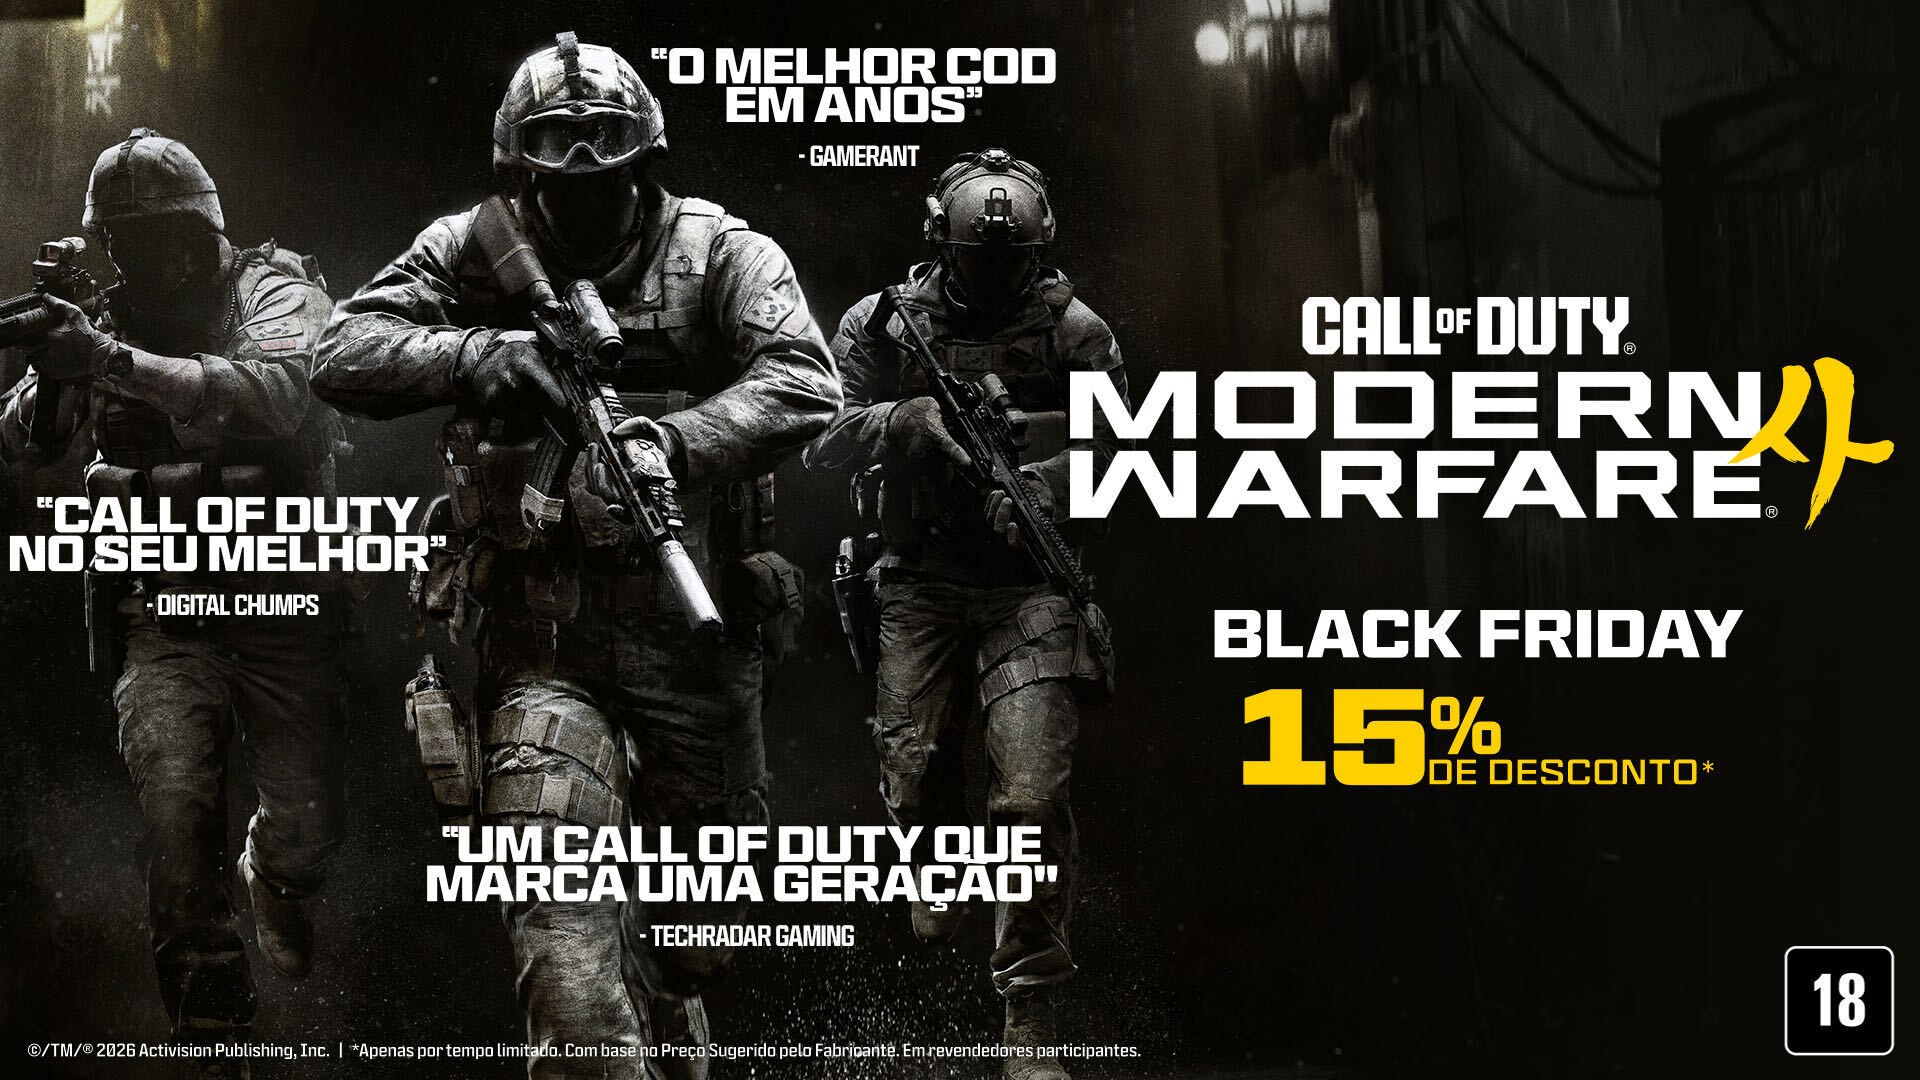 “O MELHOR COD
EM ANOS”
- GAMERANT
“CALL OF DUTY
NO SEU MELHOR”
- DIGITAL CHUMPS
“UM CALL OF DUTY QUE
MARCA UMA GERAÇÃO"
- TECHRADAR GAMING
CALL OF DUTY®
MODERN
WARFARE® 4
BLACK FRIDAY
15%
DE DESCONTO*
18
©/TM/® 2026 Activision Publishing, Inc. | *Apenas por tempo limitado. Com base no Preço Sugerido pelo Fabricante. Em revendedores participantes.